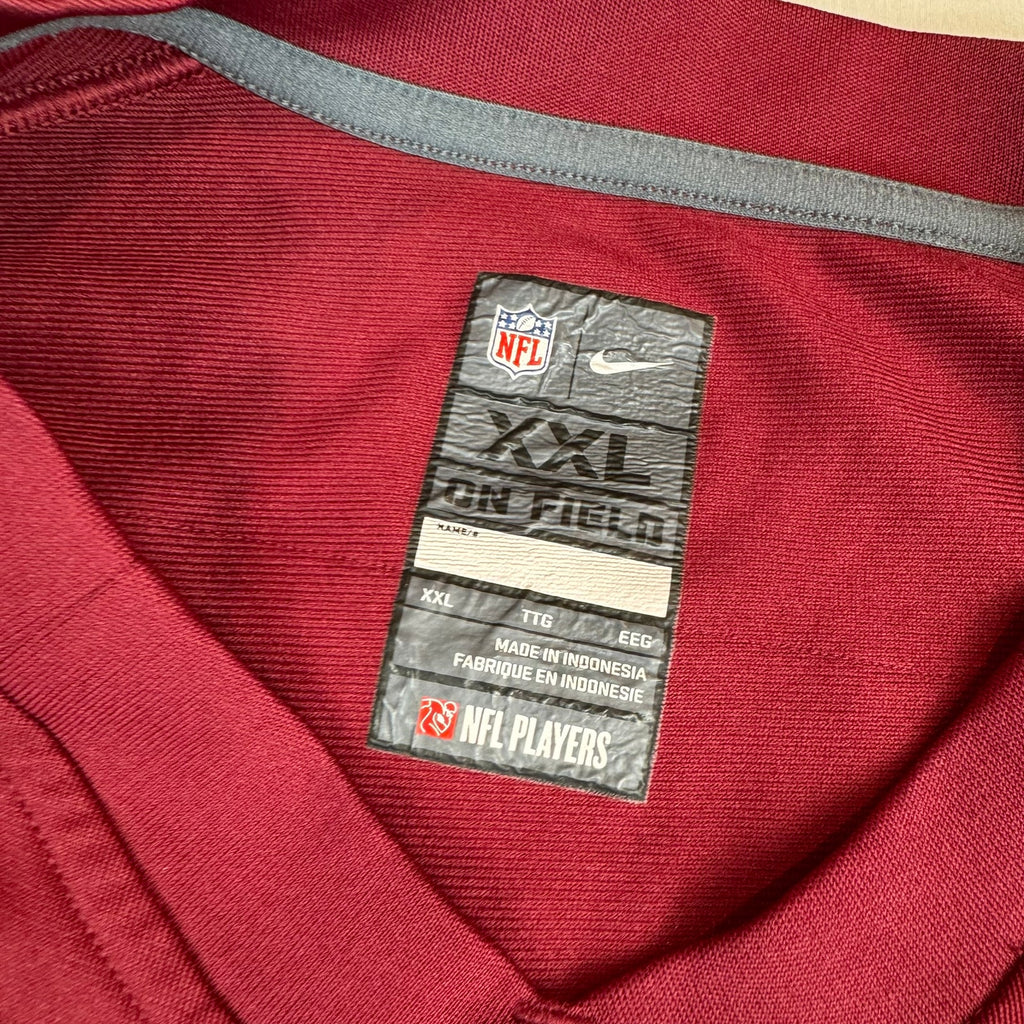 NFL
XXL
ON FIELD
NAME/#
XXL TTG EEG
MADE IN INDONESIA
FABRIQUE EN INDONESIE
NFL PLAYERS